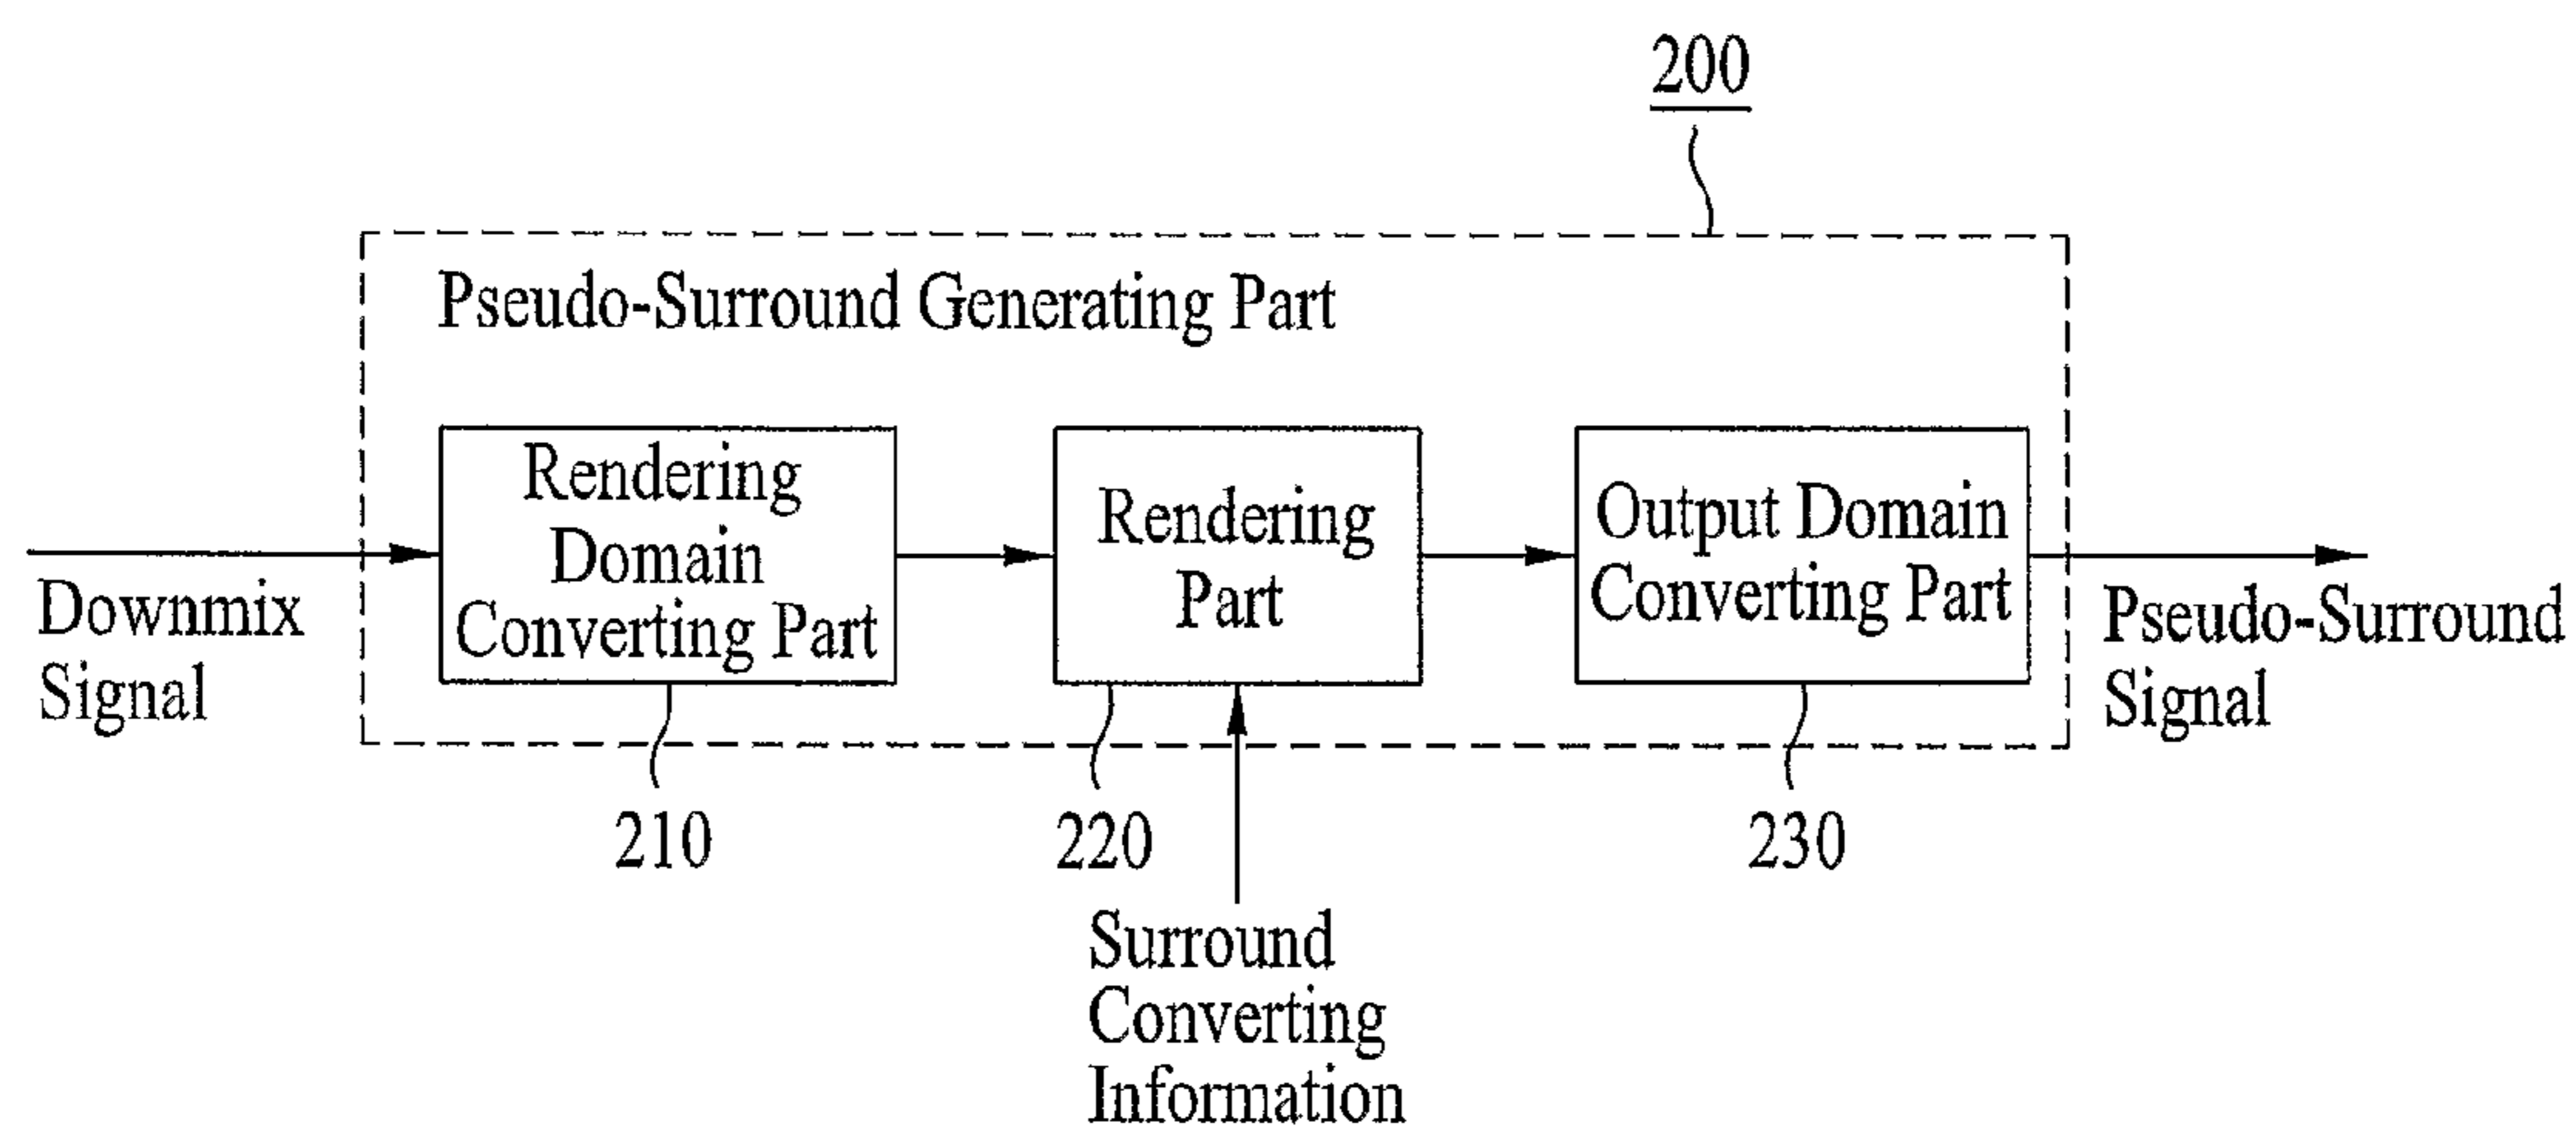 200
Pseudo-Surround Generating Part
Rendering
Domain
Converting Part
Rendering
Part
Output Domain
Converting Part
Downmix
Signal
Pseudo-Surround
Signal
210
220
230
Surround
Converting
Information